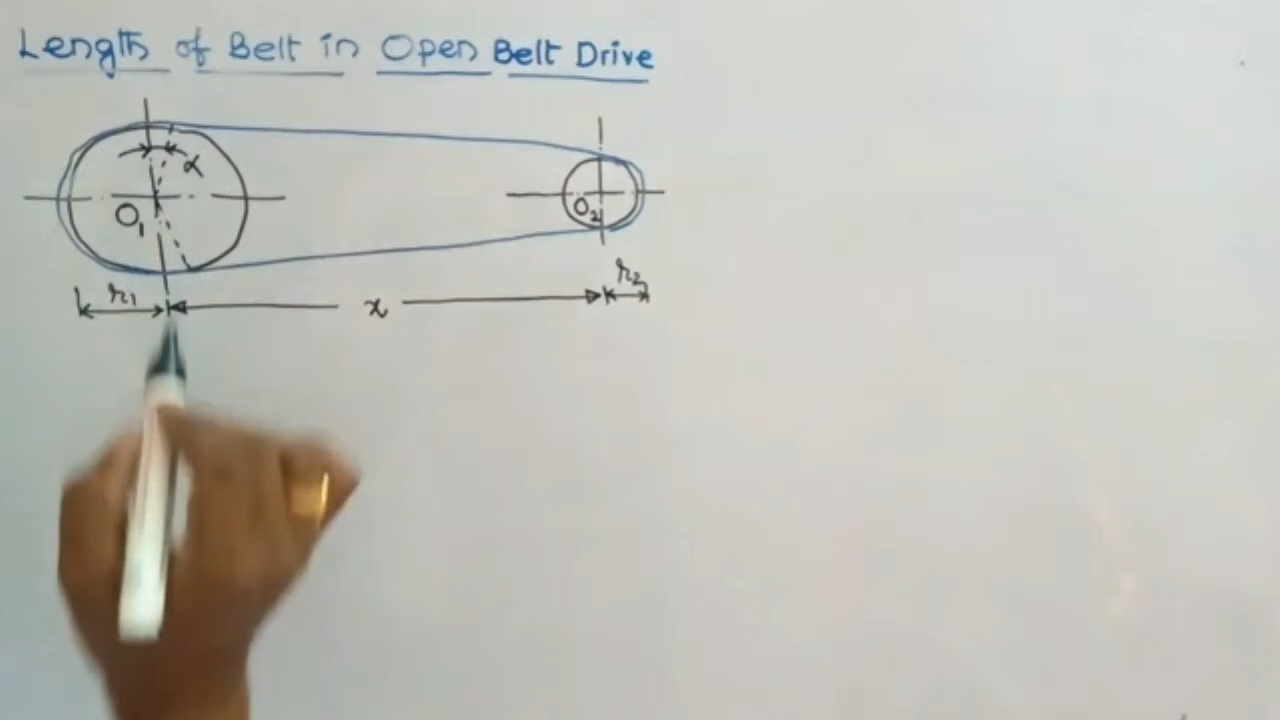 Length of Belt in Open Belt Drive
α
O₁
O₂
r₁
x
r₂